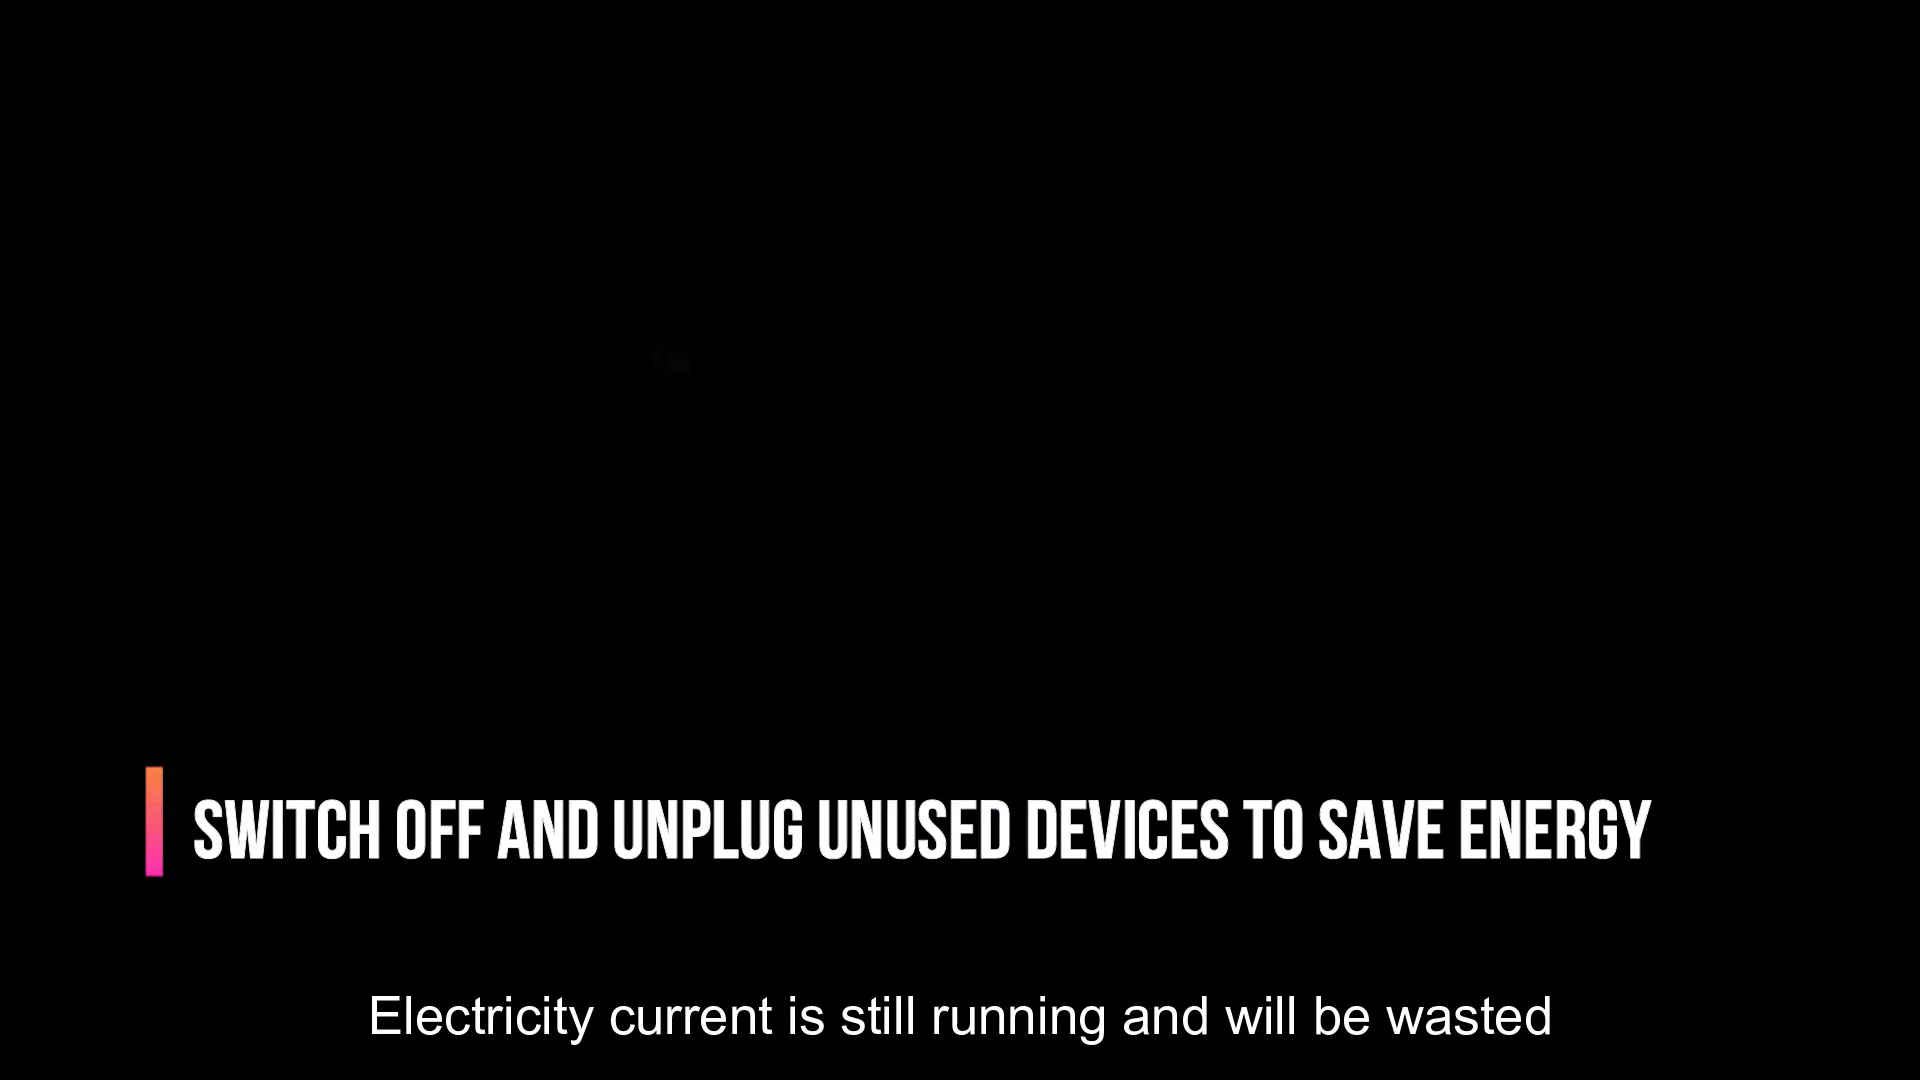 SWITCH OFF AND UNPLUG UNUSED DEVICES TO SAVE ENERGY
Electricity current is still running and will be wasted